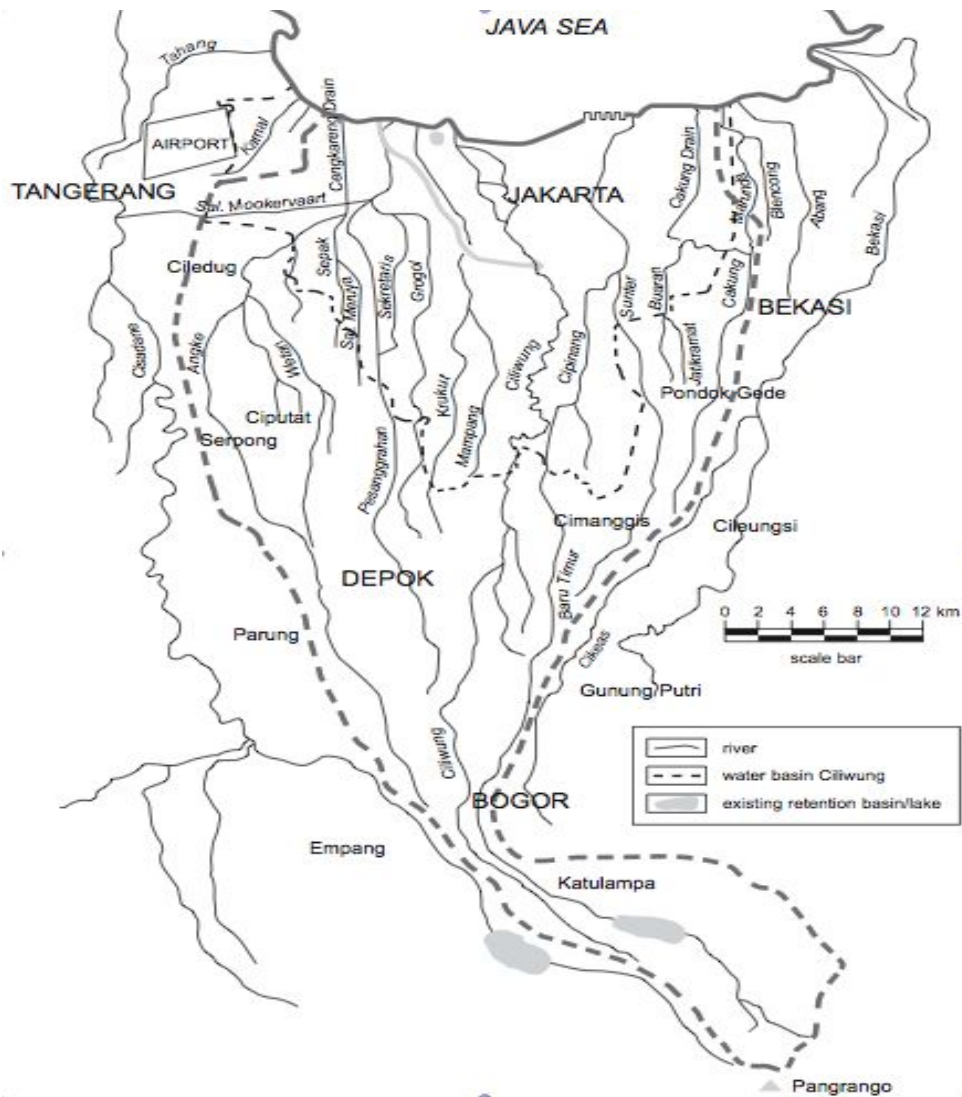 JAVA SEA
Tahang
AIRPORT
Kamal
Cengkareng Drain
TANGERANG
Sal. Mookervaart
JAKARTA
Cakung Drain
Marunda
Blencong
Abang
Bekasi
Ciledug
Sepak
Sal. Meruya
Sekretaris
Grogol
Sunter
Buaran
Cakung
BEKASI
Cisadane
Angke
Wetan
Krukut
Mampang
Ciliwung
Cipinang
Jatikramat
Pondok Gede
Ciputat
Serpong
Pesanggrahan
Cimanggis
Cileungsi
DEPOK
Baru Timur
0 2 4 6 8 10 12 km
scale bar
Parung
Cikeas
Gunung Putri
Ciliwung
river
water basin Ciliwung
existing retention basin/lake
BOGOR
Empang
Katulampa
Pangrango